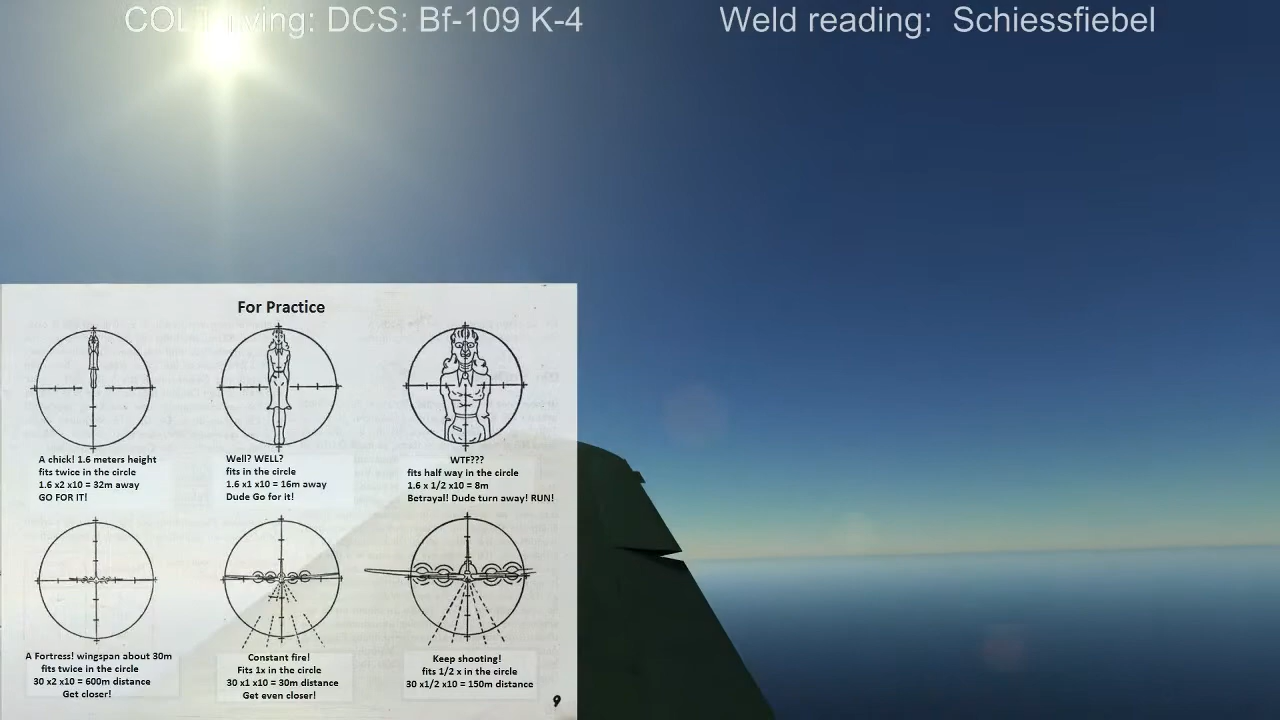 COLT flying: DCS: Bf-109 K-4
Weld reading: Schiessfiebel
For Practice
A chick! 1.6 meters height
fits twice in the circle
1.6 x2 x10 = 32m away
GO FOR IT!
Well? WELL?
fits in the circle
1.6 x1 x10 = 16m away
Dude Go for it!
WTF???
fits half way in the circle
1.6 x 1/2 x10 = 8m
Betrayal! Dude turn away! RUN!
A Fortress! wingspan about 30m
fits twice in the circle
30 x2 x10 = 600m distance
Get closer!
Constant fire!
Fits 1x in the circle
30 x1 x10 = 30m distance
Get even closer!
Keep shooting!
fits 1/2 x in the circle
30 x1/2 x10 = 150m distance
9